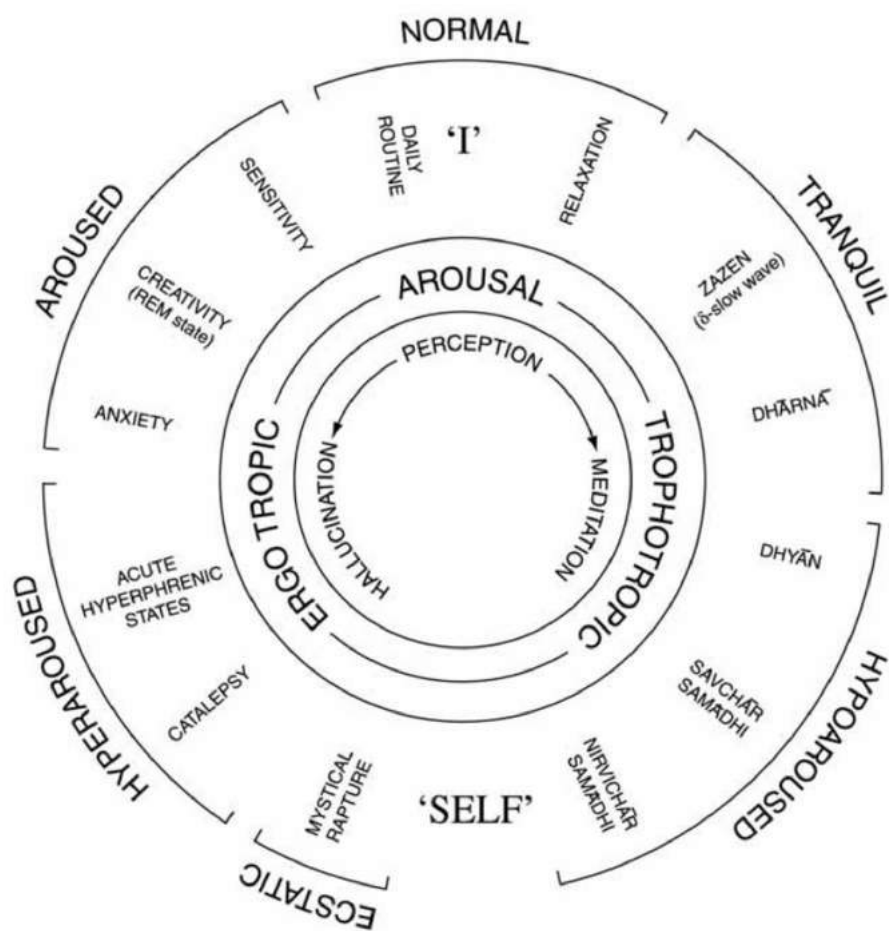 NORMAL
DAILY
ROUTINE
'I'
RELAXATION
TRANQUIL
ZAZEN
(δ-slow wave)
DHĀRNĀ
HYPOAROUSED
DHYĀN
SAVCHĀR
SAMĀDHI
NIRVICHĀR
SAMĀDHI
'SELF'
ECSTATIC
MYSTICAL
RAPTURE
HYPERAROUSED
CATALEPSY
ACUTE
HYPERPHRENIC
STATES
AROUSED
ANXIETY
CREATIVITY
(REM state)
SENSITIVITY
AROUSAL
TROPHOTROPIC
ERGO TROPIC
PERCEPTION
MEDITATION
HALLUCINATION